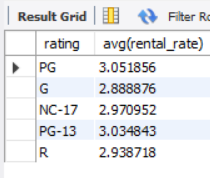 Result Grid Filter Ro
rating avg(rental_rate)
PG 3.051856
G 2.888876
NC-17 2.970952
PG-13 3.034843
R 2.938718